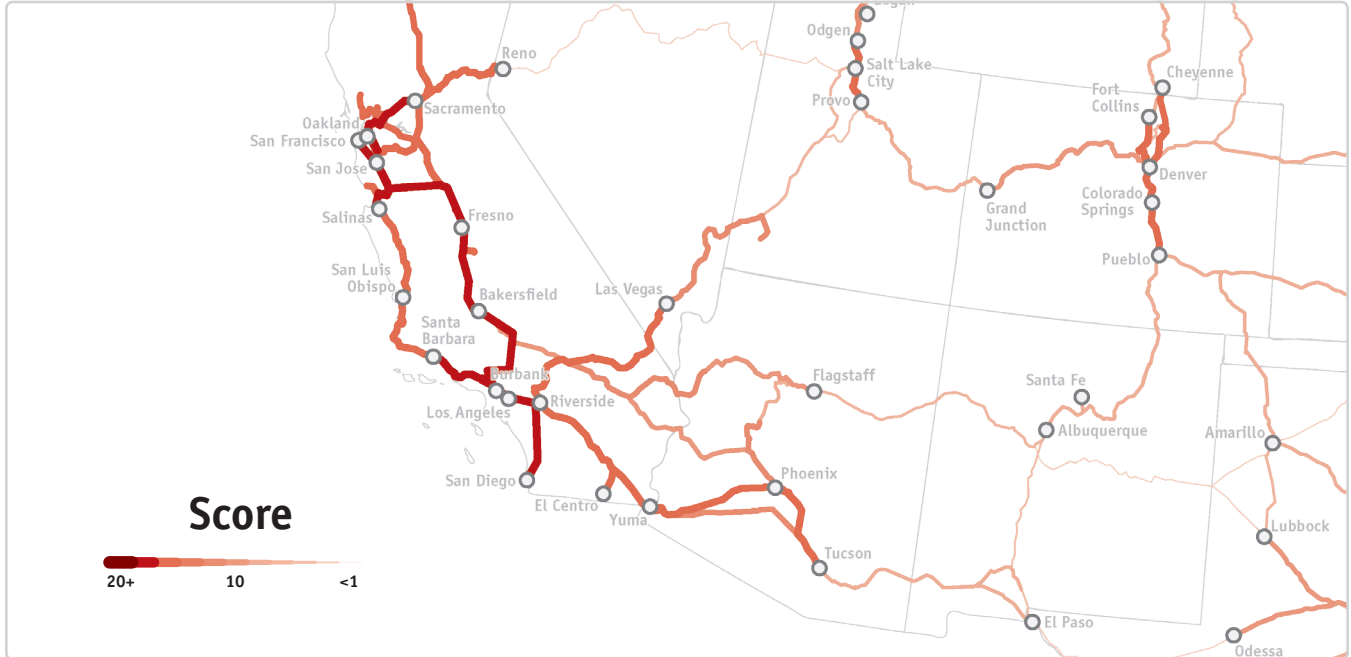 Odgen
Salt Lake
City
Provo
Reno
Sacramento
Oakland
San Francisco
San Jose
Salinas
Fresno
San Luis
Obispo
Bakersfield
Santa
Barbara
Burbank
Los Angeles
Riverside
San Diego
El Centro
Yuma
Las Vegas
Flagstaff
Phoenix
Tucson
Grand
Junction
Cheyenne
Fort
Collins
Denver
Colorado
Springs
Pueblo
Santa Fe
Albuquerque
Amarillo
Lubbock
El Paso
Odessa
Score
20+
10
<1